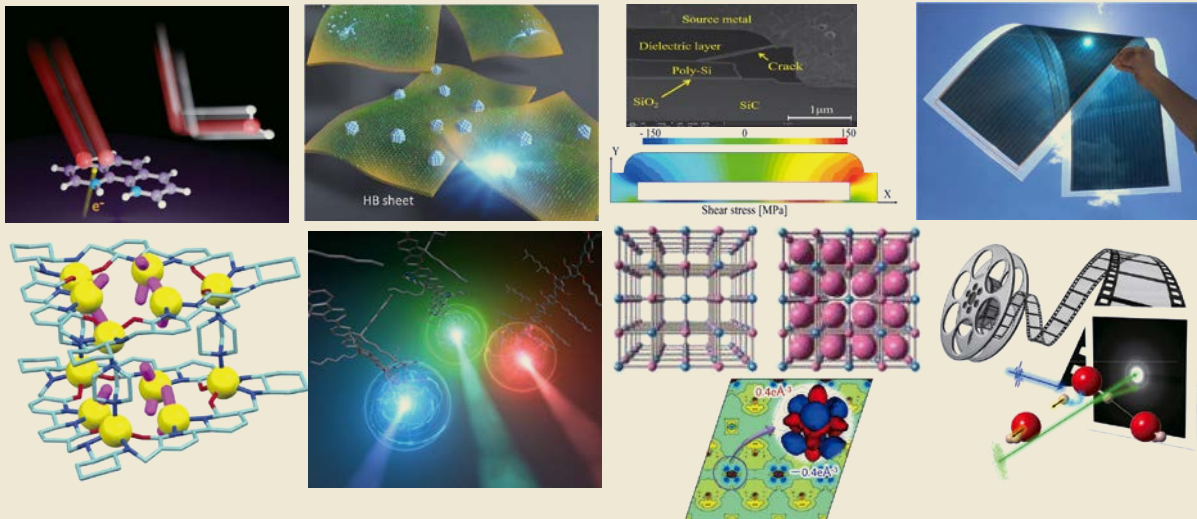 e⁻
HB sheet
Source metal
Dielectric layer
Crack
Poly-Si
SiO₂
SiC
1μm
- 150
0
150
Y
X
Shear stress [MPa]
0.4eÅ⁻³
−0.4eÅ⁻³